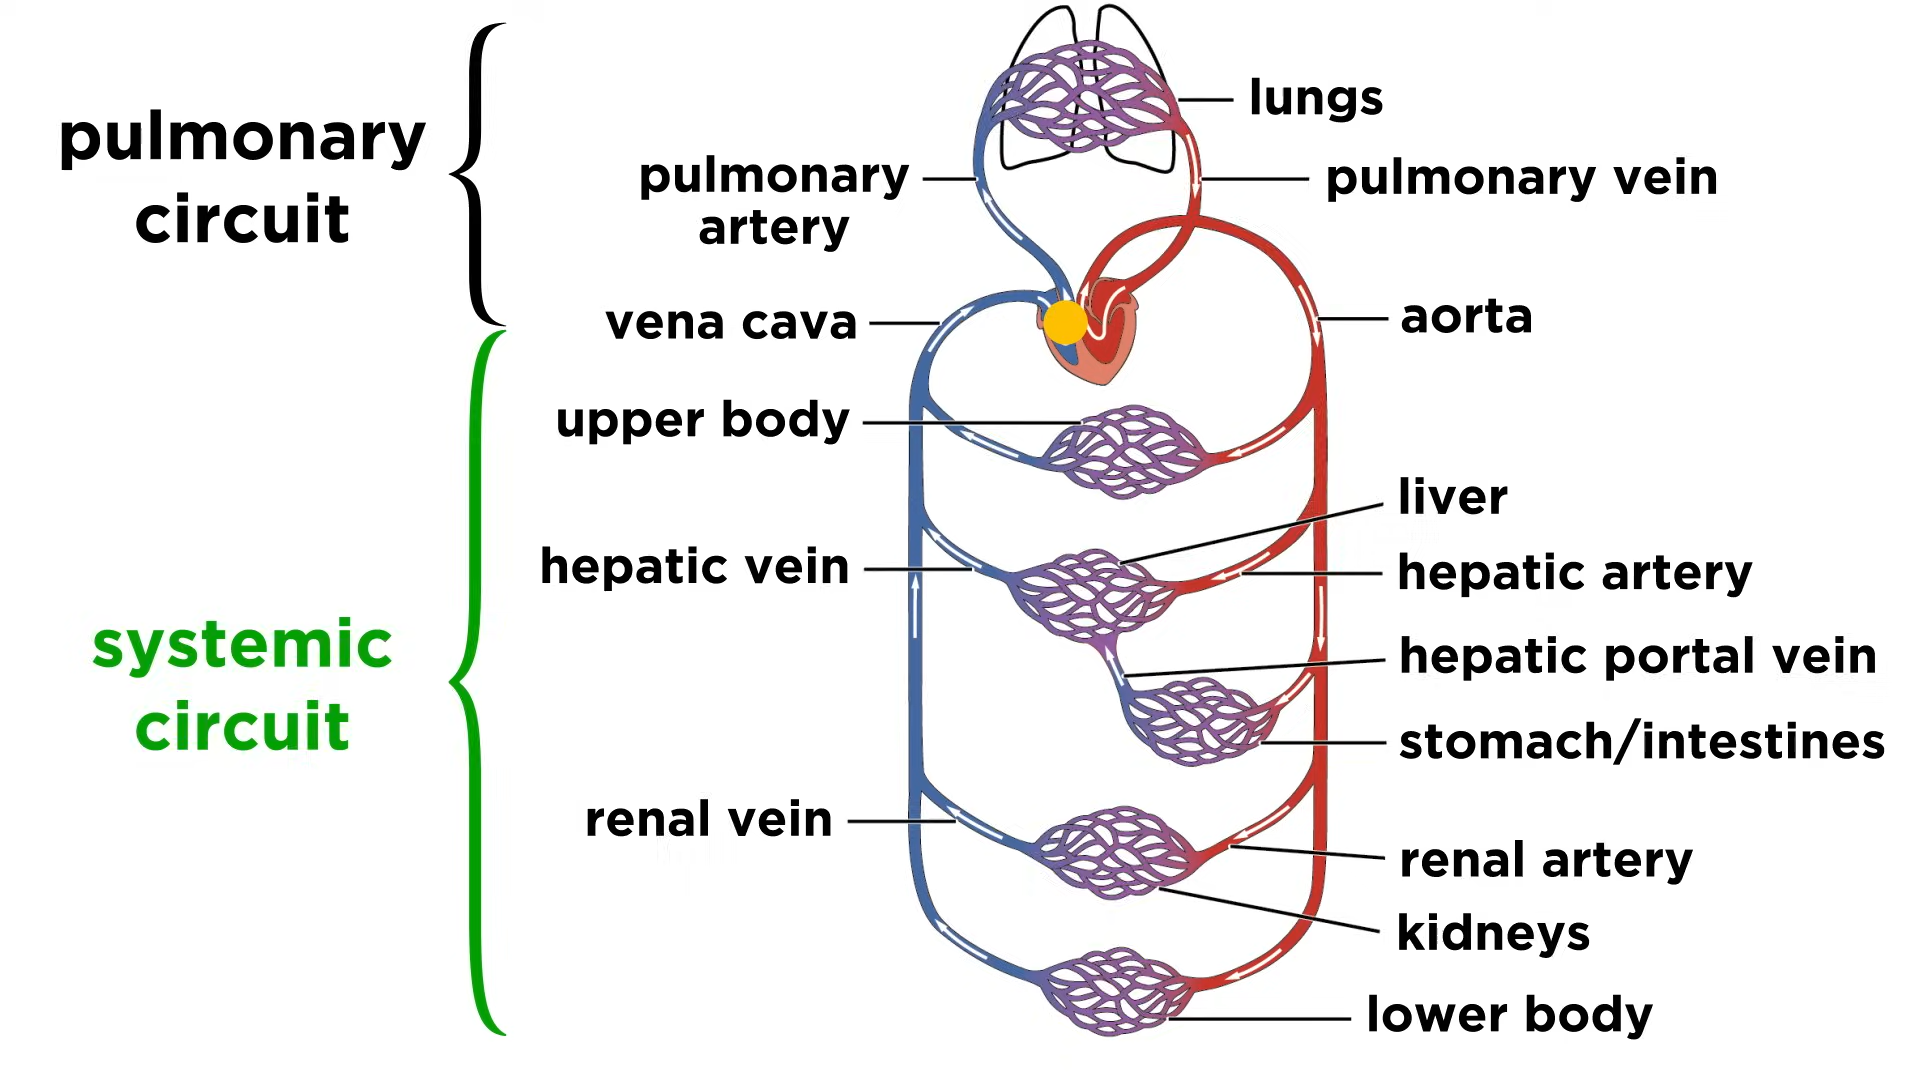 pulmonary
circuit
systemic
circuit
lungs
pulmonary
artery
pulmonary vein
vena cava
aorta
upper body
liver
hepatic vein
hepatic artery
hepatic portal vein
stomach/intestines
renal vein
renal artery
kidneys
lower body